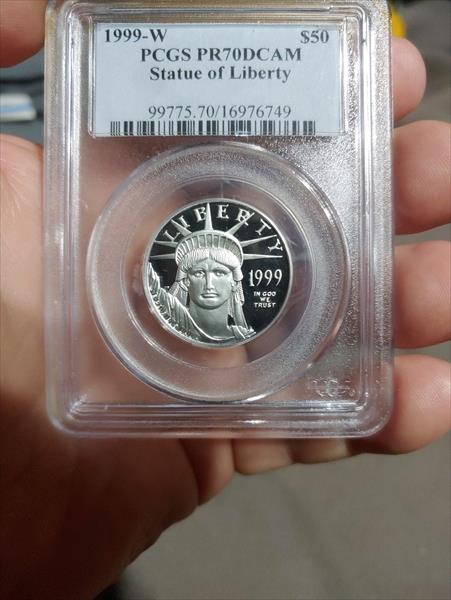 1999-W $50
PCGS PR70DCAM
Statue of Liberty
99775.70/16976749
LIBERTY
1999
IN GOD
WE
TRUST